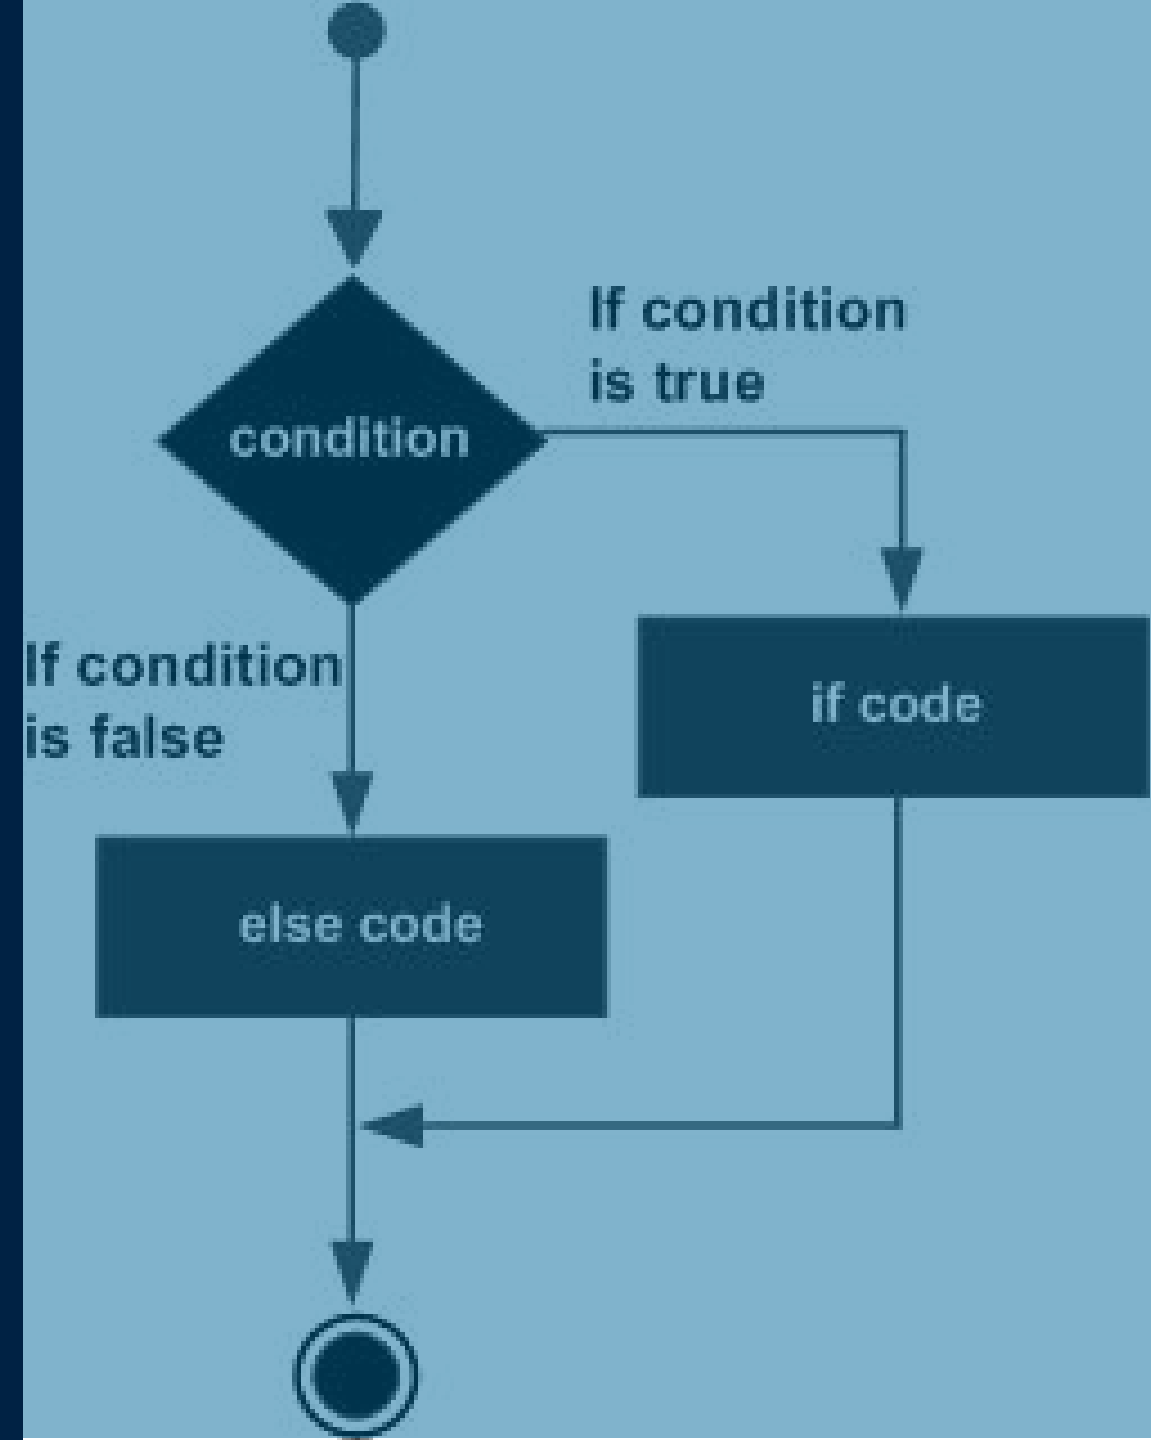 If condition
is true
condition
If condition
is false
if code
else code